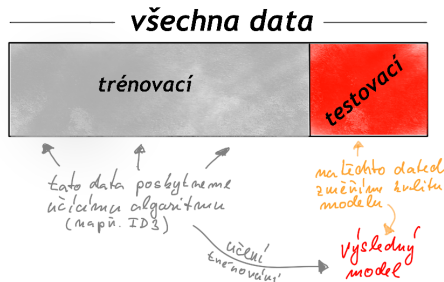 všechna data
trénovací
testovací
tato data poskytneme
učícímu algoritmu
(např. ID3)
učení
trénování
na těchto datech
změříme kvalitu
modelu
výsledný
model